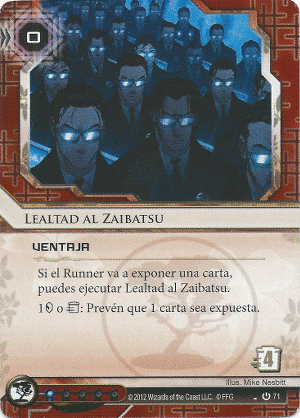 0
LEALTAD AL ZAIBATSU
VENTAJA
Si el Runner va a exponer una carta,
puedes ejecutar Lealtad al Zaibatsu.
1 o : Prevén que 1 carta sea expuesta.
4
Illus. Mike Nesbitt
© 2012 Wizards of the Coast LLC. © FFG
71